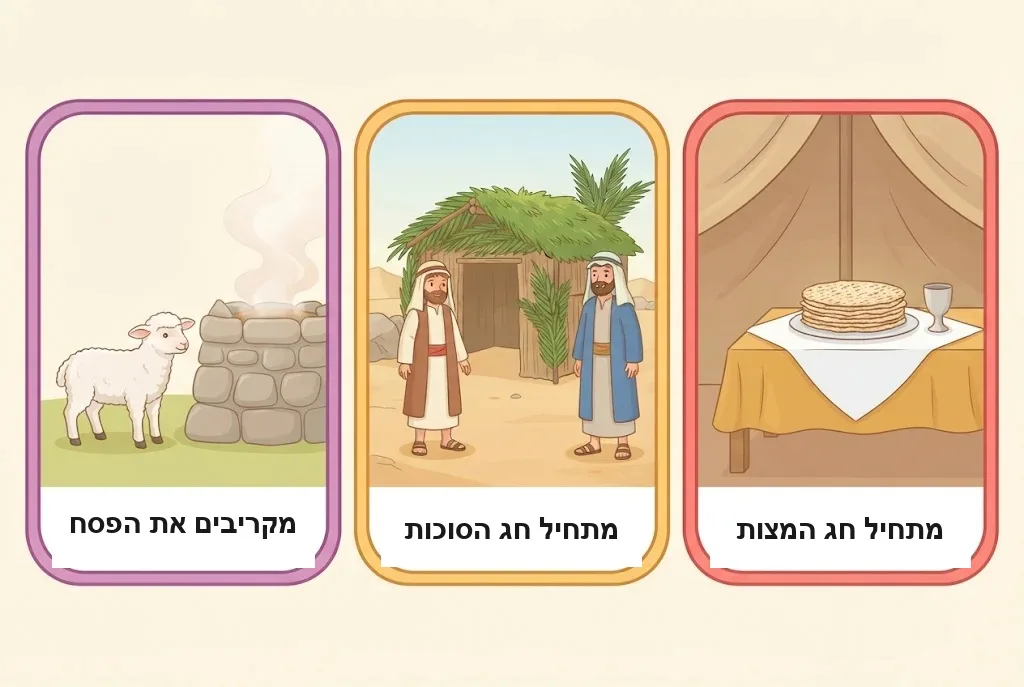 מתחיל חג המצות
מתחיל חג הסוכות
מקריבים את הפסח